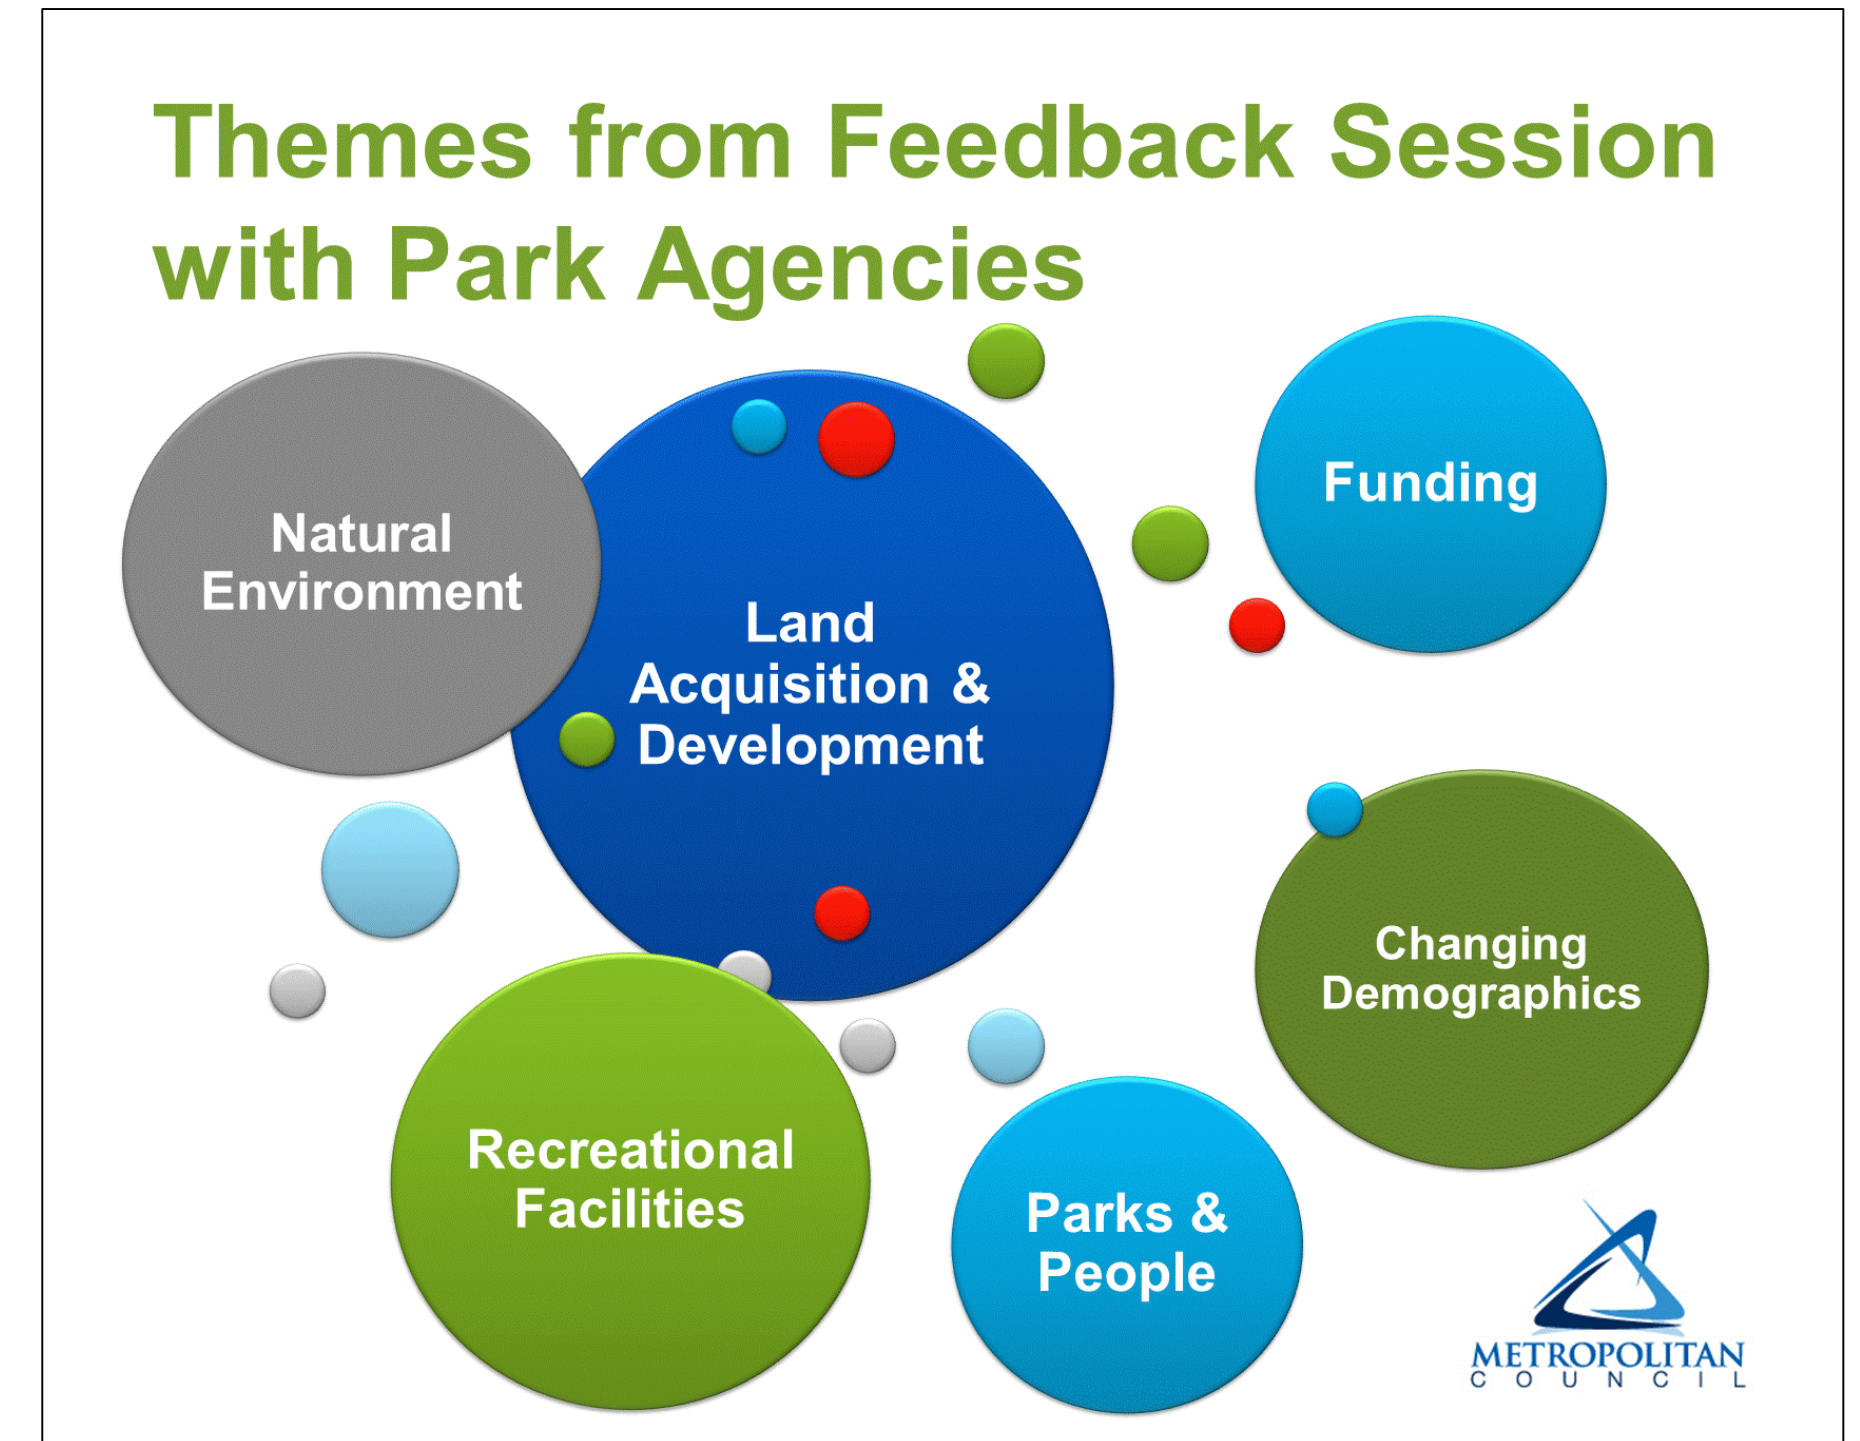 Themes from Feedback Session
with Park Agencies
Natural
Environment
Land
Acquisition &
Development
Funding
Changing
Demographics
Recreational
Facilities
Parks &
People
METROPOLITAN
COUNCIL